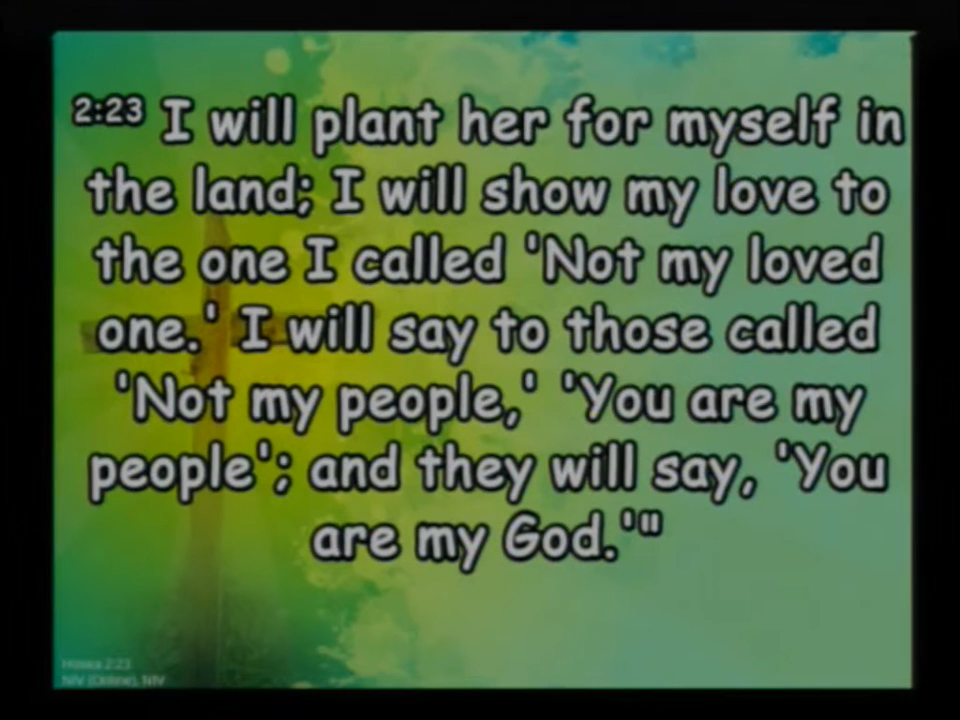 2:23 I will plant her for myself in
the land; I will show my love to
the one I called 'Not my loved
one.' I will say to those called
'Not my people,' 'You are my
people'; and they will say, 'You
are my God.'"
Hosea 2:23
NIV (Online), NIV